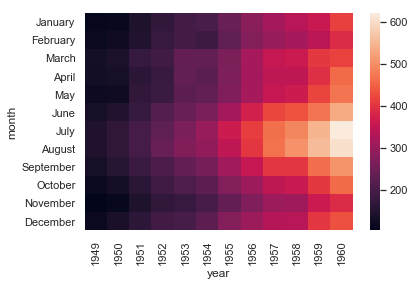 month
January
February
March
April
May
June
July
August
September
October
November
December
1949 1950 1951 1952 1953 1954 1955 1956 1957 1958 1959 1960
year
600
500
400
300
200